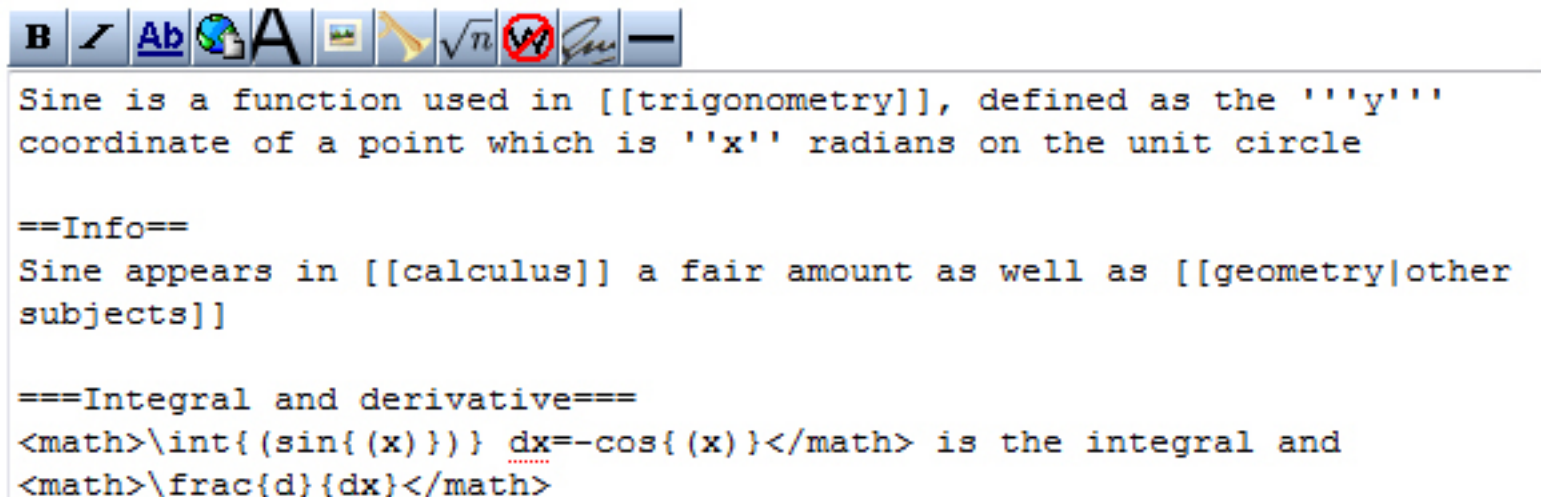 B I Ab A √n W
Sine is a function used in [[trigonometry]], defined as the '''y'''
coordinate of a point which is ''x'' radians on the unit circle
==Info==
Sine appears in [[calculus]] a fair amount as well as [[geometry|other
subjects]]
===Integral and derivative===
<math>\int{(sin{(x)})} dx=-cos{(x)}</math> is the integral and
<math>\frac{d}{dx}</math>